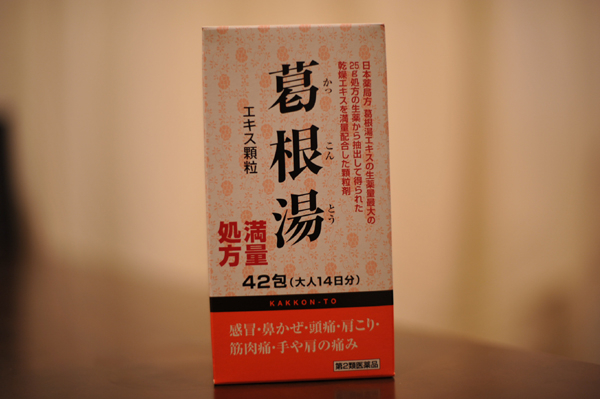 日本薬局方 葛根湯エキスの生薬量最大の
25g処方の生薬から抽出して得られた
乾燥エキスを満量配合した顆粒剤
葛根湯
かっ
こん
とう
エキス顆粒
満量
処方
42包(大人14日分)
KAKKON-TO
感冒・鼻かぜ・頭痛・肩こり・
筋肉痛・手や肩の痛み
第2類医薬品